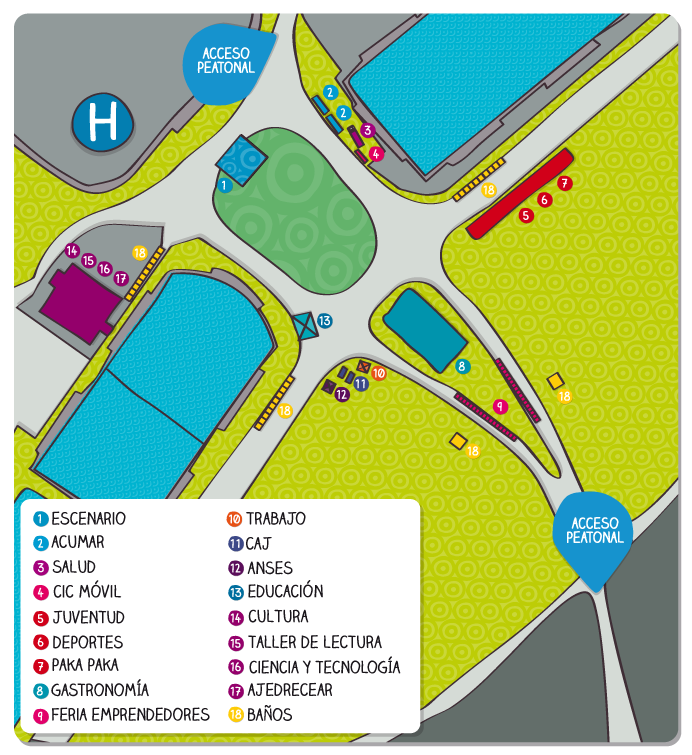 ACCESO
PEATONAL
H
2
2
3
4
1
18
7
6
5
14
15
16
17
18
13
8
10
11
12
18
9
18
18
ACCESO
PEATONAL
1 ESCENARIO
2 ACUMAR
3 SALUD
4 CIC MÓVIL
5 JUVENTUD
6 DEPORTES
7 PAKA PAKA
8 GASTRONOMÍA
9 FERIA EMPRENDEDORES
10 TRABAJO
11 CAJ
12 ANSES
13 EDUCACIÓN
14 CULTURA
15 TALLER DE LECTURA
16 CIENCIA Y TECNOLOGÍA
17 AJEDRECEAR
18 BAÑOS